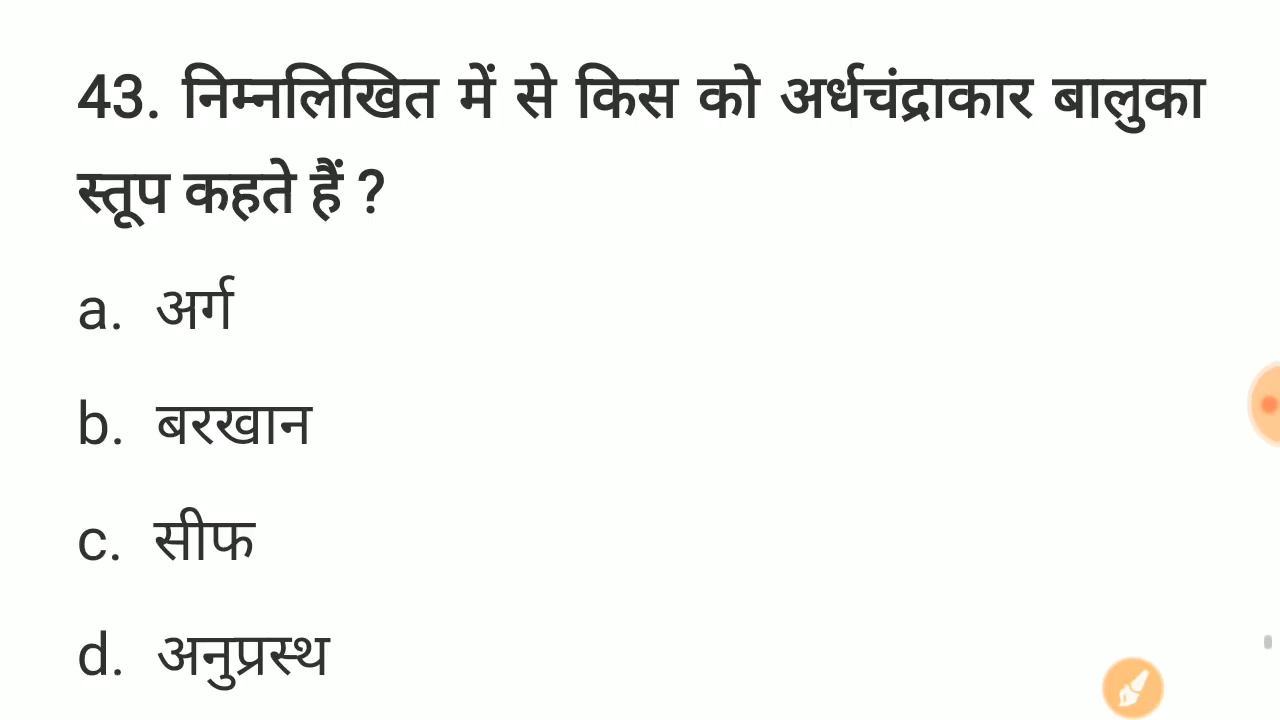 43. निम्नलिखित में से किस को अर्धचंद्राकार बालुका
स्तूप कहते हैं ?
a. अर्ग
b. बरखान
c. सीफ
d. अनुप्रस्थ